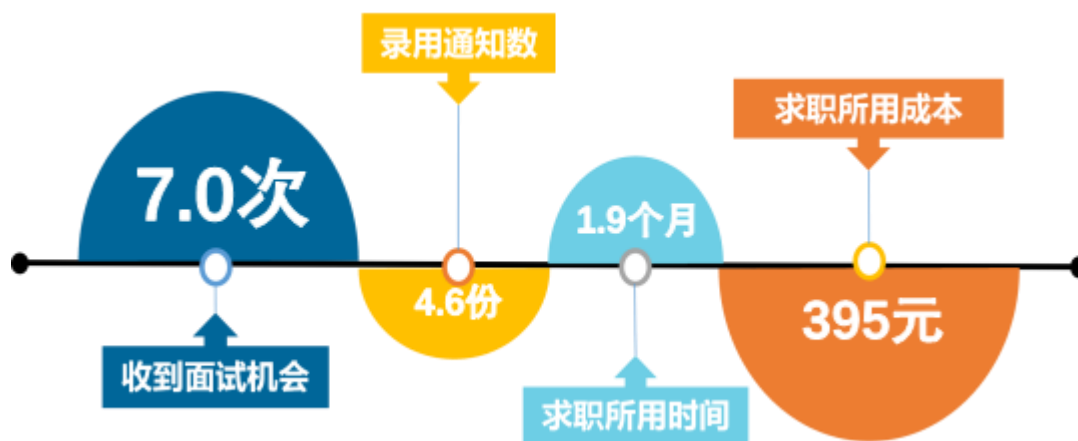 录用通知数
求职所用成本
7.0次
1.9个月
4.6份
395元
收到面试机会
求职所用时间